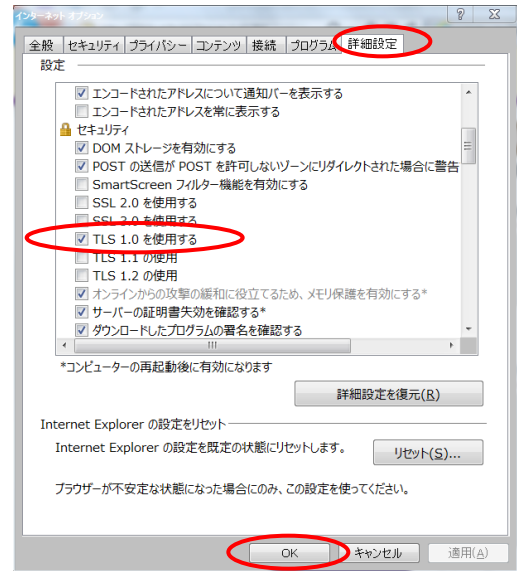 インターネット オプション
全般 セキュリティ プライバシー コンテンツ 接続 プログラム 詳細設定
設定
エンコードされたアドレスについて通知バーを表示する
エンコードされたアドレスを常に表示する
セキュリティ
DOM ストレージを有効にする
POST の送信が POST を許可しないゾーンにリダイレクトされた場合に警告
SmartScreen フィルター機能を有効にする
SSL 2.0 を使用する
SSL 3.0 を使用する
TLS 1.0 を使用する
TLS 1.1 の使用
TLS 1.2 の使用
オンラインからの攻撃の緩和に役立てるため、メモリ保護を有効にする*
サーバーの証明書失効を確認する*
ダウンロードしたプログラムの署名を確認する
*コンピューターの再起動後に有効になります
詳細設定を復元(R)
Internet Explorer の設定をリセット
Internet Explorer の設定を既定の状態にリセットします。
リセット(S)...
ブラウザーが不安定な状態になった場合にのみ、この設定を使ってください。
OK キャンセル 適用(A)